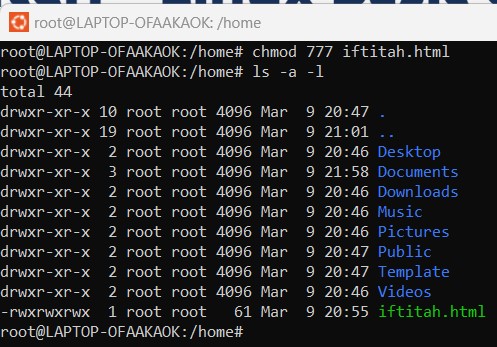 root@LAPTOP-OFAAKAOK: /home
root@LAPTOP-OFAAKAOK:/home# chmod 777 iftitah.html
root@LAPTOP-OFAAKAOK:/home# ls -a -l
total 44
drwxr-xr-x 10 root root 4096 Mar  9 20:47 .
drwxr-xr-x 19 root root 4096 Mar  9 21:01 ..
drwxr-xr-x  2 root root 4096 Mar  9 20:46 Desktop
drwxr-xr-x  3 root root 4096 Mar  9 21:58 Documents
drwxr-xr-x  2 root root 4096 Mar  9 20:46 Downloads
drwxr-xr-x  2 root root 4096 Mar  9 20:46 Music
drwxr-xr-x  2 root root 4096 Mar  9 20:46 Pictures
drwxr-xr-x  2 root root 4096 Mar  9 20:47 Public
drwxr-xr-x  2 root root 4096 Mar  9 20:47 Template
drwxr-xr-x  2 root root 4096 Mar  9 20:46 Videos
-rwxrwxrwx  1 root root   61 Mar  9 20:55 iftitah.html
root@LAPTOP-OFAAKAOK:/home#